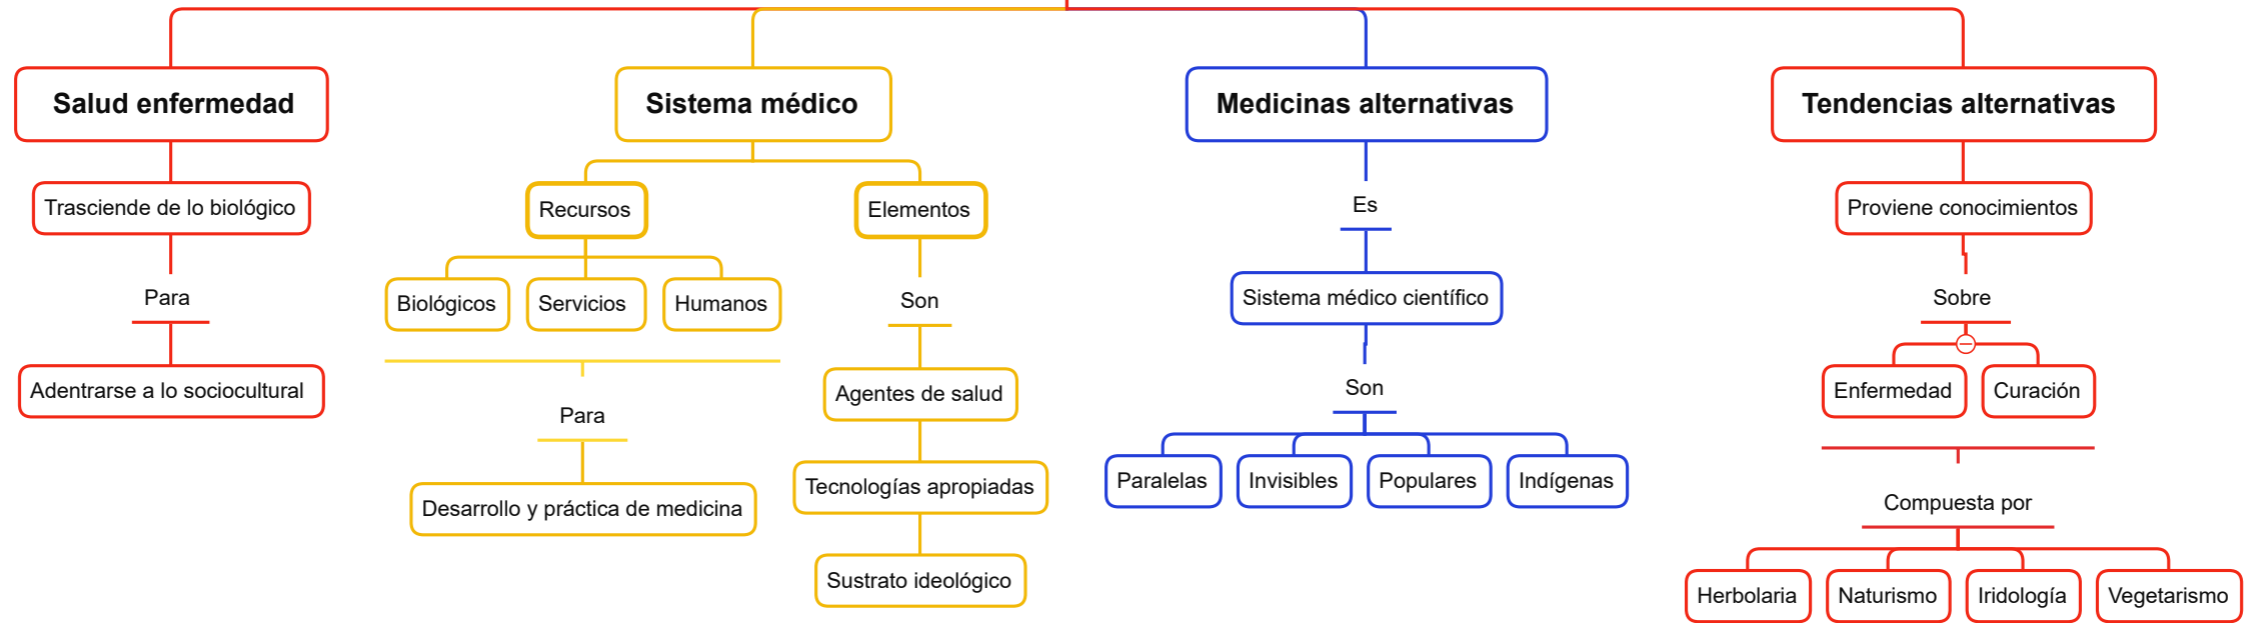 Salud enfermedad
Trasciende de lo biológico
Para
Adentrarse a lo sociocultural
Sistema médico
Recursos
Biológicos
Servicios
Humanos
Para
Desarrollo y práctica de medicina
Elementos
Son
Agentes de salud
Tecnologías apropiadas
Sustrato ideológico
Medicinas alternativas
Es
Sistema médico científico
Son
Paralelas
Invisibles
Populares
Indígenas
Tendencias alternativas
Proviene conocimientos
Sobre
Enfermedad
Curación
Compuesta por
Herbolaria
Naturismo
Iridología
Vegetarismo